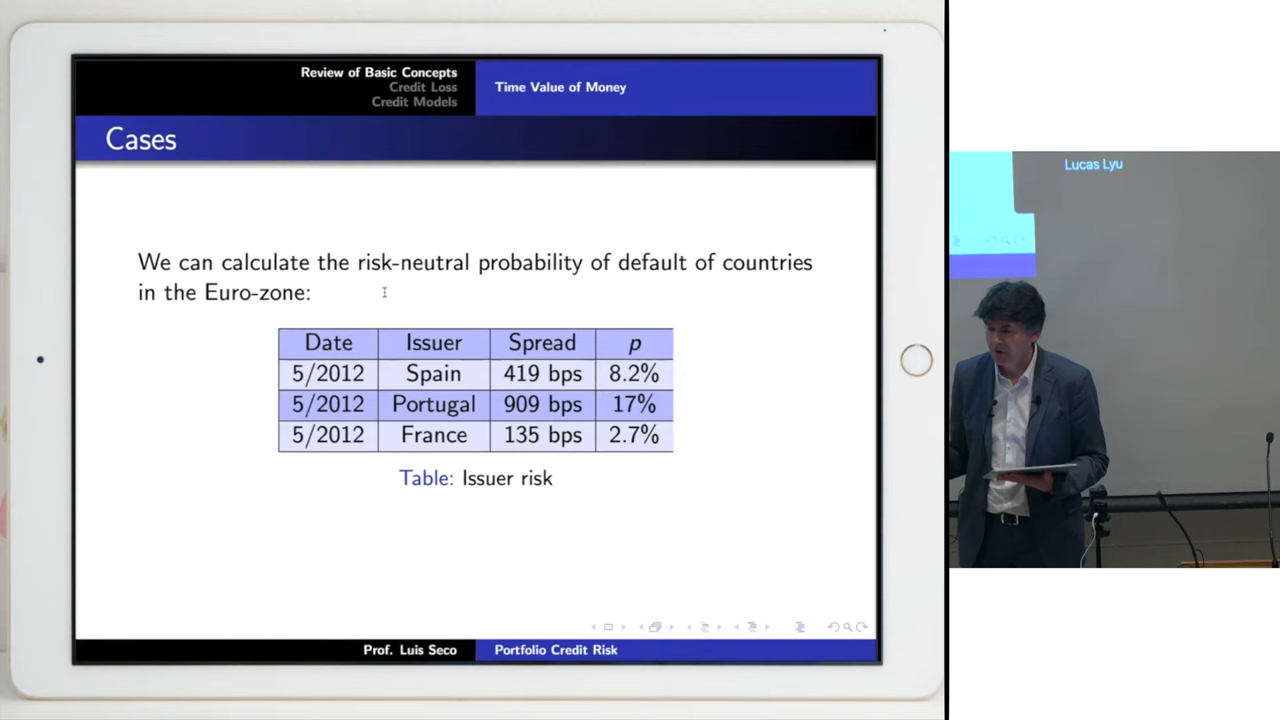 Review of Basic Concepts
Credit Loss
Credit Models
Time Value of Money
Cases
We can calculate the risk-neutral probability of default of countries
in the Euro-zone:
Date Issuer Spread p
5/2012 Spain 419 bps 8.2%
5/2012 Portugal 909 bps 17%
5/2012 France 135 bps 2.7%
Table: Issuer risk
Prof. Luis Seco Portfolio Credit Risk
Lucas Lyu